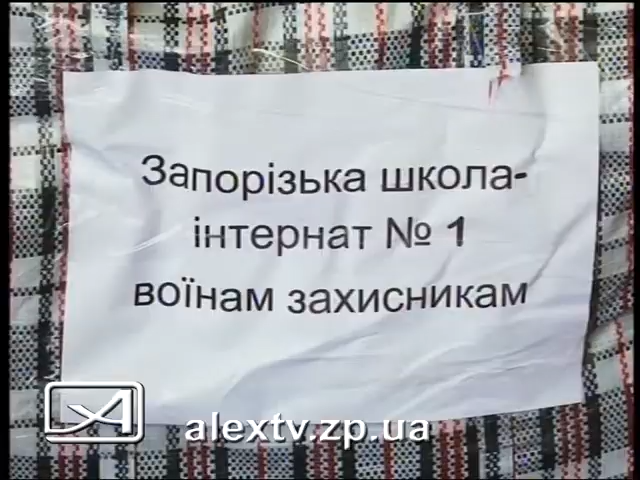 Запорізька школа-
інтернат № 1
воїнам захисникам
alextv.zp.ua